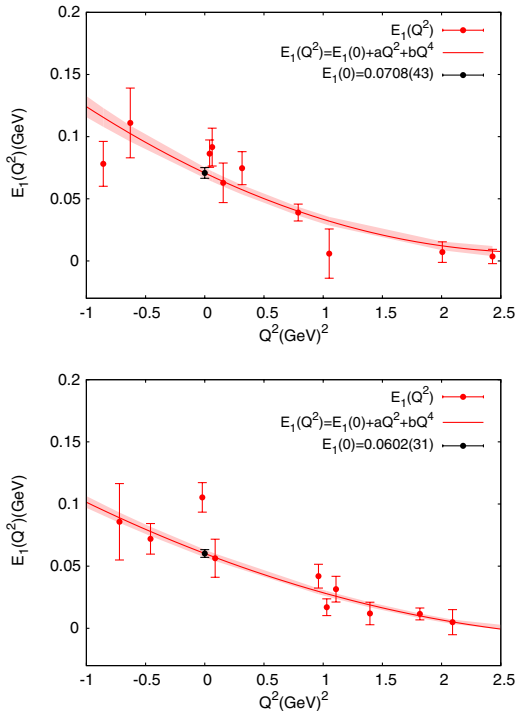 0.2
0.15
0.1
0.05
0
E₁(Q²)(GeV)
E₁(Q²)
E₁(Q²)=E₁(0)+aQ²+bQ⁴
E₁(0)=0.0708(43)
-1 -0.5 0 0.5 1 1.5 2 2.5
Q²(GeV)²
0.2
0.15
0.1
0.05
0
E₁(Q²)(GeV)
E₁(Q²)
E₁(Q²)=E₁(0)+aQ²+bQ⁴
E₁(0)=0.0602(31)
-1 -0.5 0 0.5 1 1.5 2 2.5
Q²(GeV)²